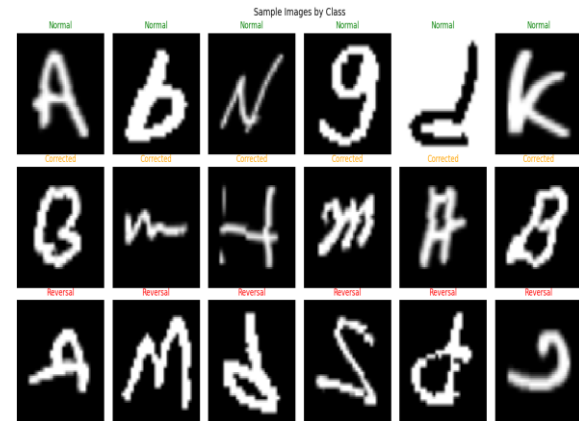 Sample Images by Class
Normal Normal Normal Normal Normal Normal
A b N g d K
Corrected Corrected Corrected Corrected Corrected Corrected
B m H m B
Reversal Reversal Reversal Reversal Reversal Reversal
A M d